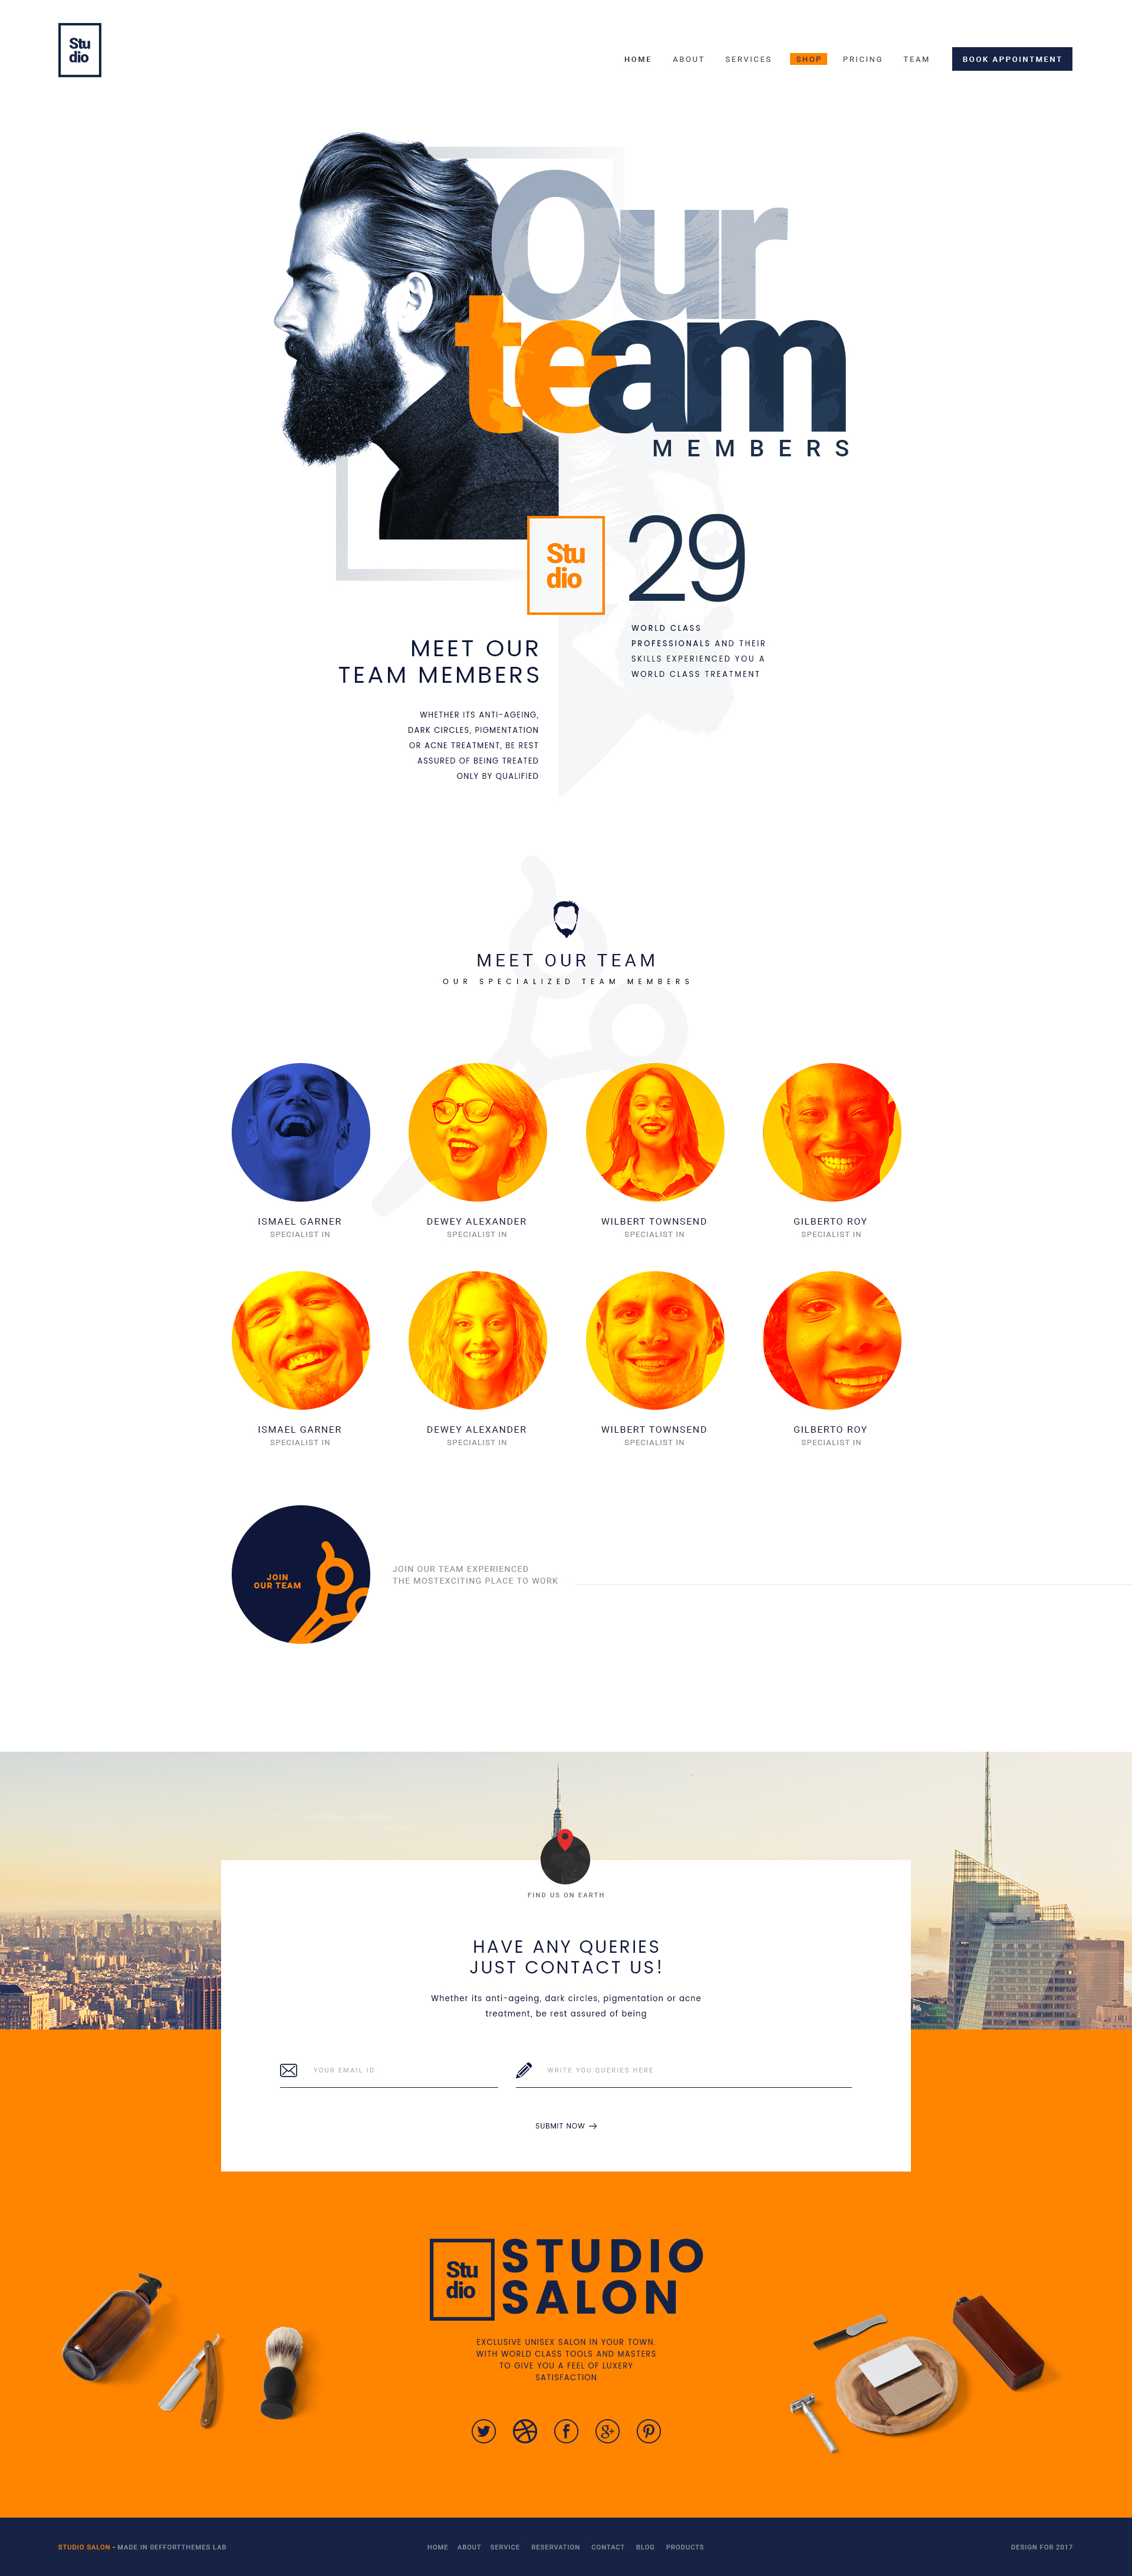 Stu
dio
HOME ABOUT SERVICES SHOP PRICING TEAM BOOK APPOINTMENT
Our
team
MEMBERS
Stu
dio
29
WORLD CLASS
PROFESSIONALS AND THEIR
SKILLS EXPERIENCED YOU A
WORLD CLASS TREATMENT
MEET OUR
TEAM MEMBERS
WHETHER ITS ANTI-AGEING,
DARK CIRCLES, PIGMENTATION
OR ACNE TREATMENT, BE REST
ASSURED OF BEING TREATED
ONLY BY QUALIFIED
MEET OUR TEAM
OUR SPECIALIZED TEAM MEMBERS
ISMAEL GARNER DEWEY ALEXANDER WILBERT TOWNSEND GILBERTO ROY
SPECIALIST IN SPECIALIST IN SPECIALIST IN SPECIALIST IN
ISMAEL GARNER DEWEY ALEXANDER WILBERT TOWNSEND GILBERTO ROY
SPECIALIST IN SPECIALIST IN SPECIALIST IN SPECIALIST IN
JOIN
OUR TEAM
JOIN OUR TEAM EXPERIENCED
THE MOSTEXCITING PLACE TO WORK
FIND US ON EARTH
HAVE ANY QUERIES
JUST CONTACT US!
Whether its anti-ageing, dark circles, pigmentation or acne
treatment, be rest assured of being
YOUR EMAIL ID WRITE YOU QUERIES HERE
SUBMIT NOW →
Stu
dio
STUDIO
SALON
EXCLUSIVE UNISEX SALON IN YOUR TOWN.
WITH WORLD CLASS TOOLS AND MASTERS
TO GIVE YOU A FEEL OF LUXERY
SATISFACTION
STUDIO SALON - MADE IN 0EFFORTTHEMES LAB HOME ABOUT SERVICE RESERVATION CONTACT BLOG PRODUCTS DESIGN FOR 2017